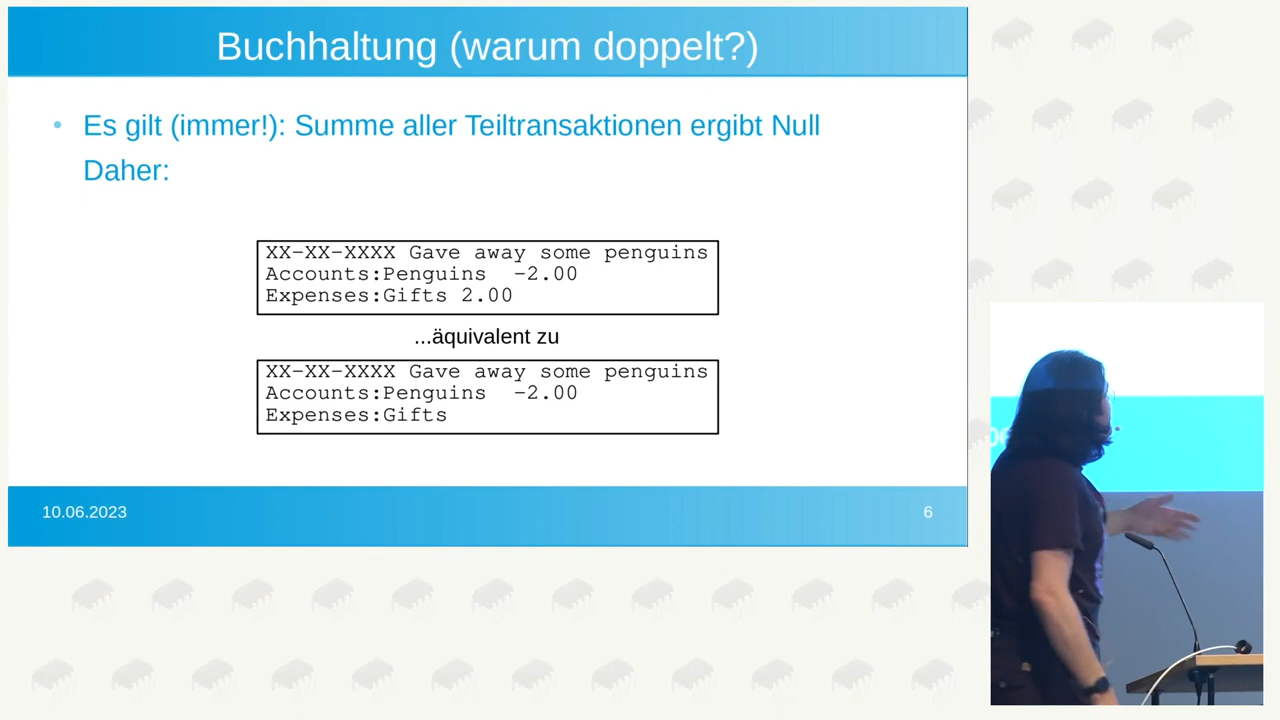 Buchhaltung (warum doppelt?)
• Es gilt (immer!): Summe aller Teiltransaktionen ergibt Null
Daher:
XX-XX-XXXX Gave away some penguins
Accounts:Penguins -2.00
Expenses:Gifts 2.00
...äquivalent zu
XX-XX-XXXX Gave away some penguins
Accounts:Penguins -2.00
Expenses:Gifts
10.06.2023
6